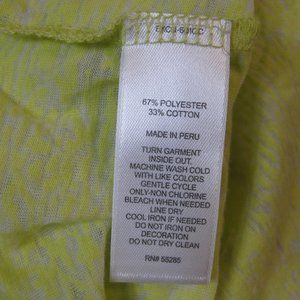 67% POLYESTER
33% COTTON
MADE IN PERU
TURN GARMENT
INSIDE OUT.
MACHINE WASH COLD
WITH LIKE COLORS
GENTLE CYCLE
ONLY-NON CHLORINE
BLEACH WHEN NEEDED
LINE DRY
COOL IRON IF NEEDED
DO NOT IRON ON
DECORATION
DO NOT DRY CLEAN
RN# 55285